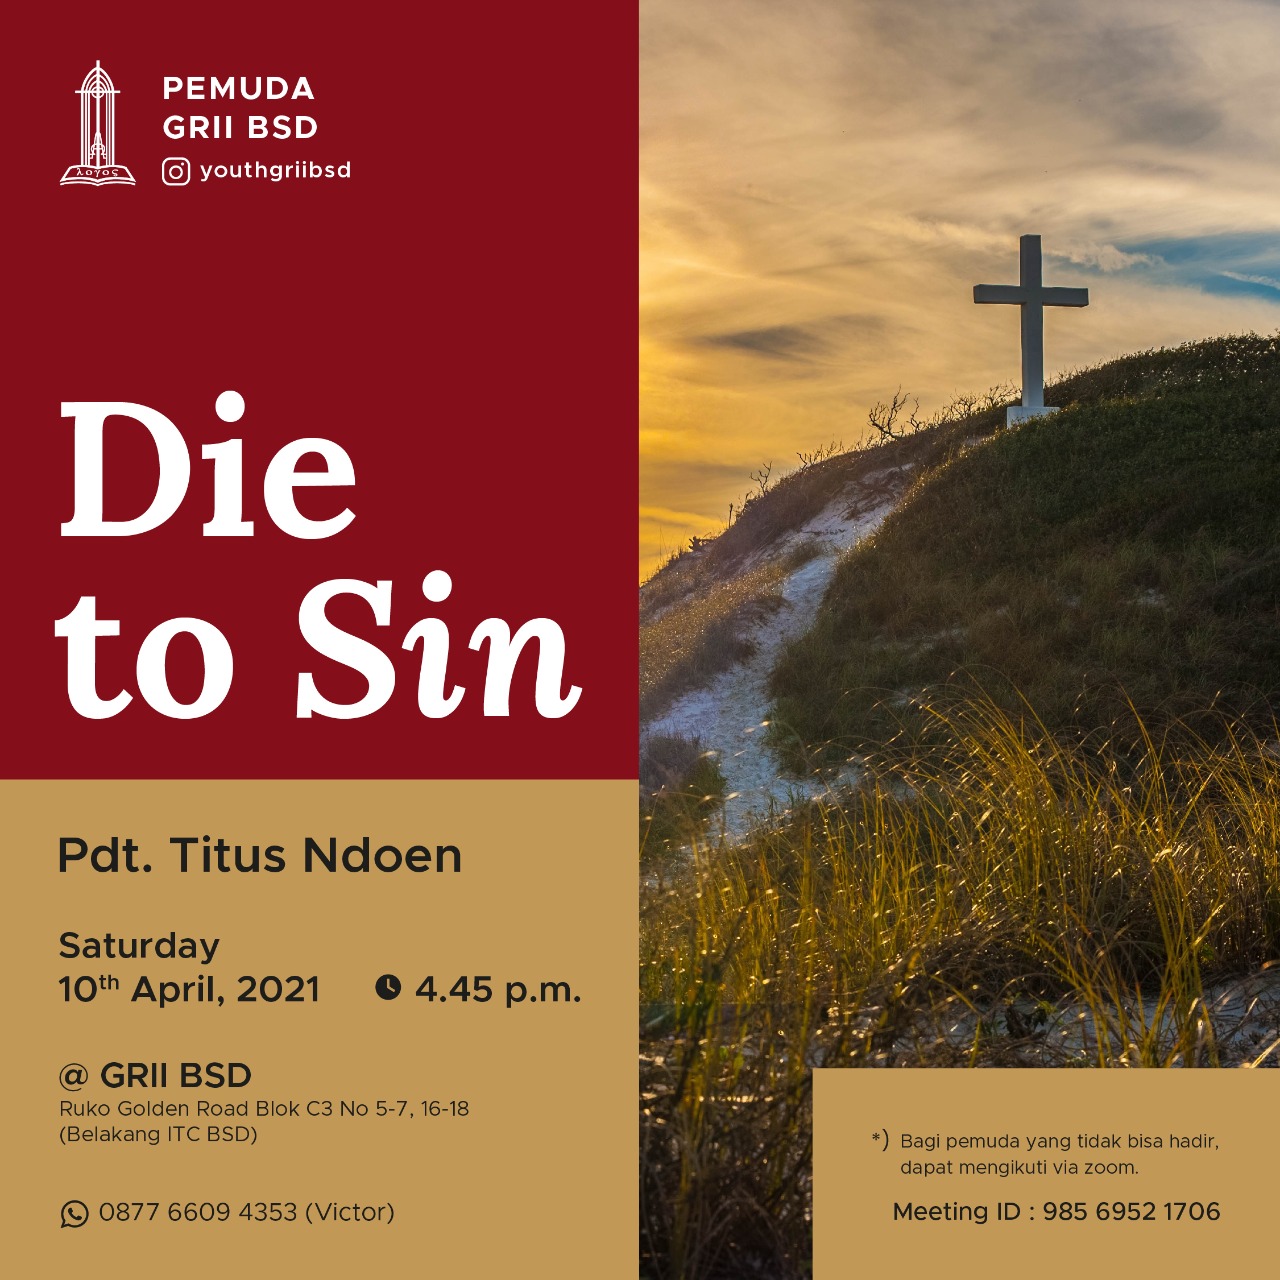 PEMUDA
GRII BSD
youthgriibsd
λογος
Die
to Sin
Pdt. Titus Ndoen
Saturday
10th April, 2021 4.45 p.m.
@ GRII BSD
Ruko Golden Road Blok C3 No 5-7, 16-18
(Belakang ITC BSD)
0877 6609 4353 (Victor)
*) Bagi pemuda yang tidak bisa hadir,
dapat mengikuti via zoom.
Meeting ID : 985 6952 1706